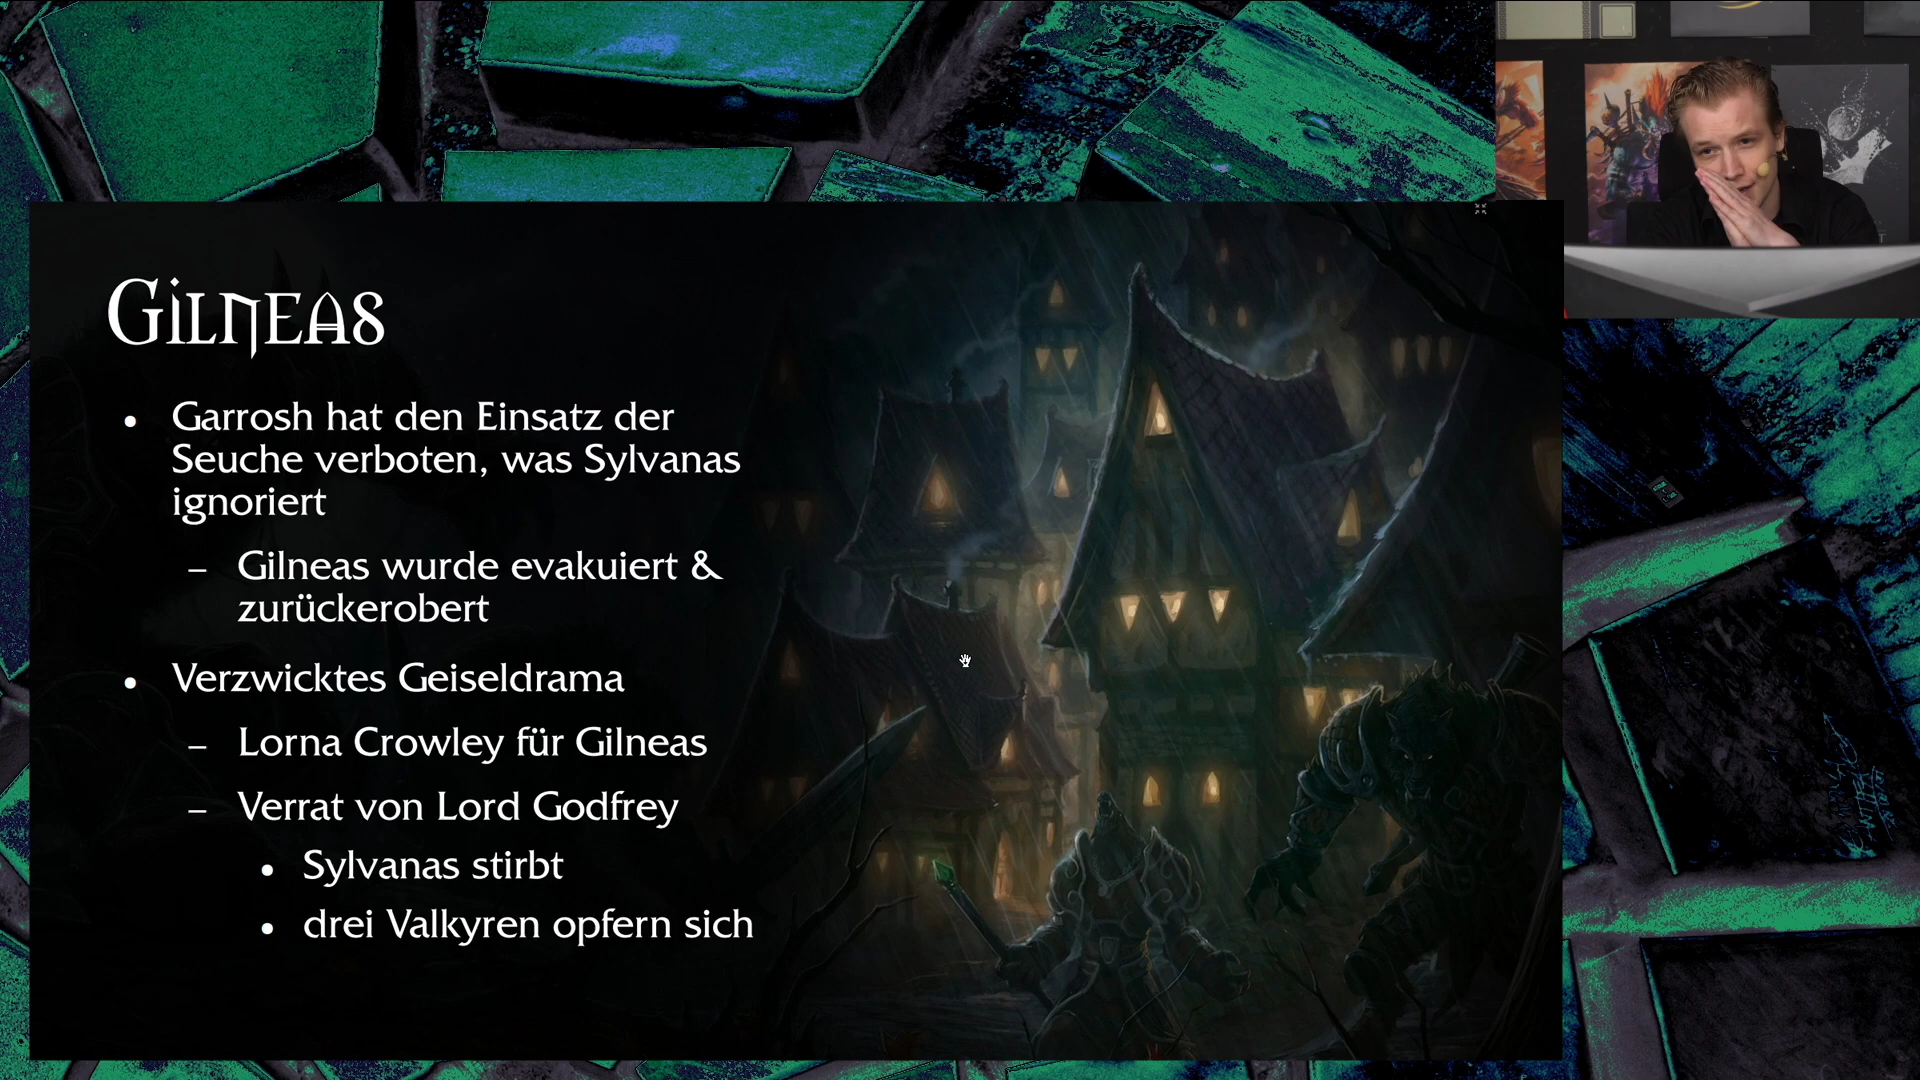 Gilneas
• Garrosh hat den Einsatz der
Seuche verboten, was Sylvanas
ignoriert
– Gilneas wurde evakuiert &
zurückerobert
• Verzwicktes Geiseldrama
– Lorna Crowley für Gilneas
– Verrat von Lord Godfrey
• Sylvanas stirbt
• drei Valkyren opfern sich